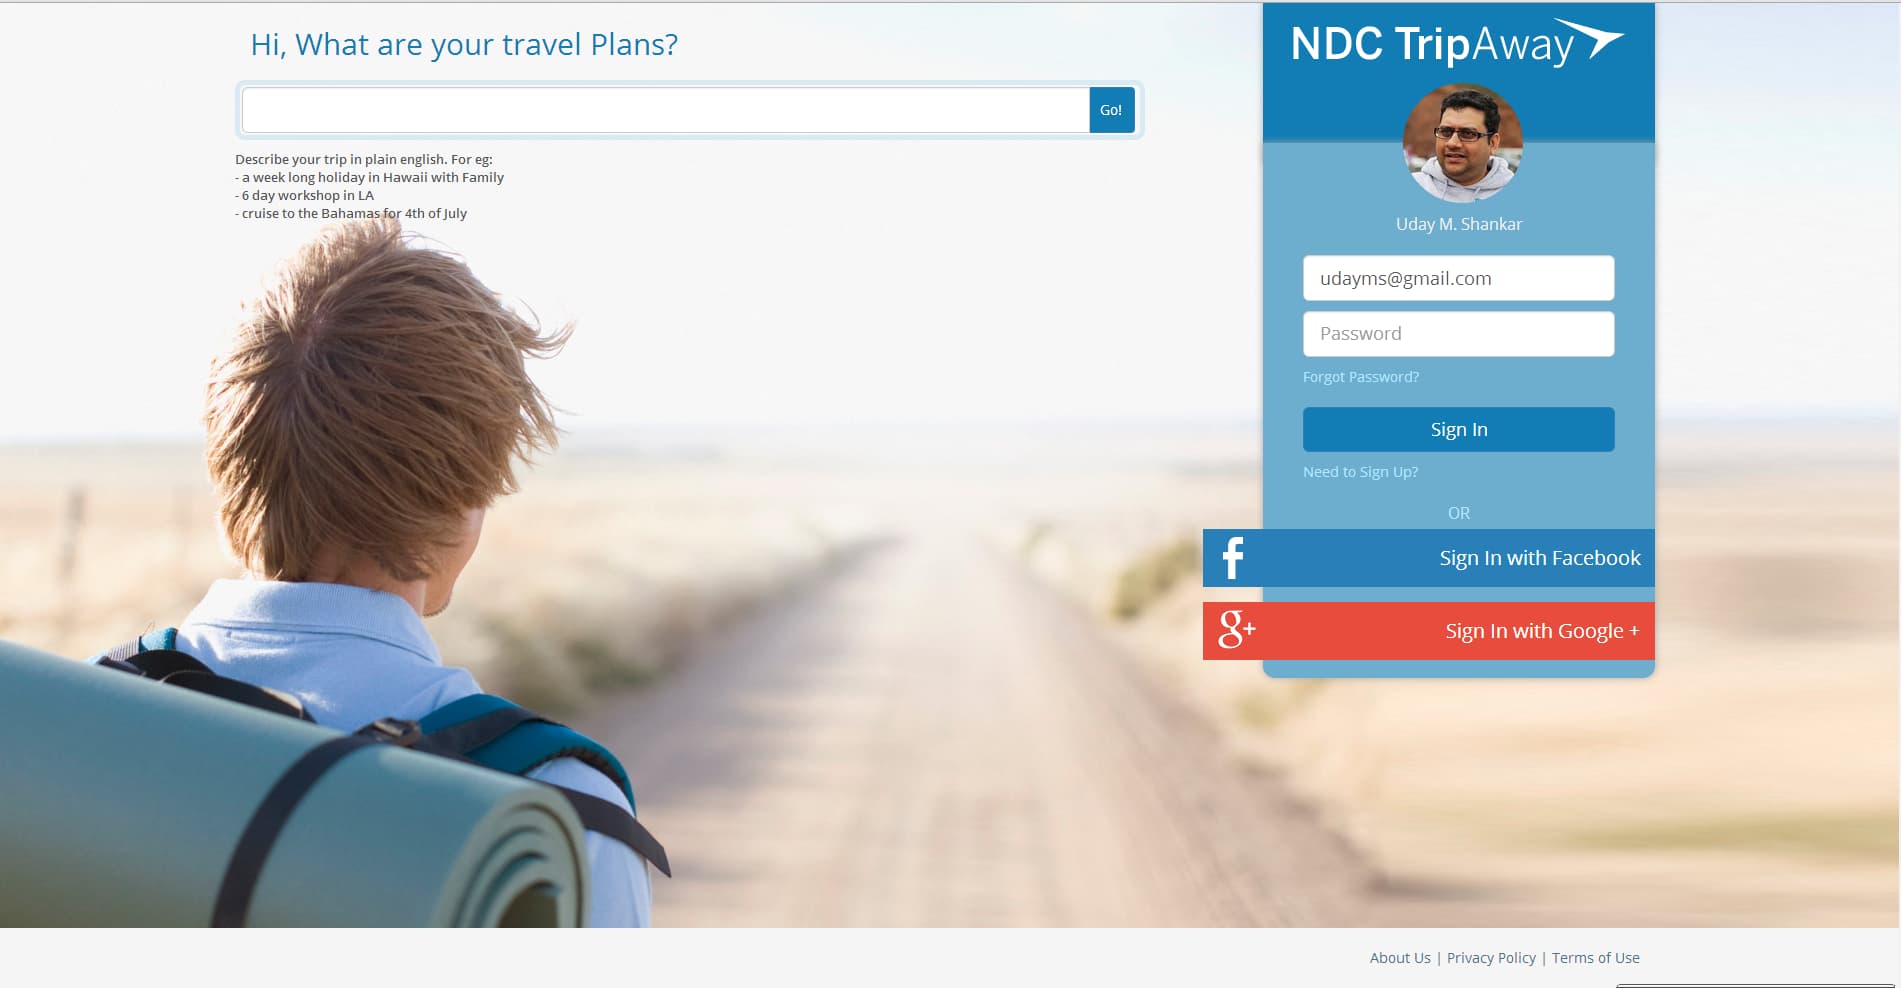 Hi, What are your travel Plans?
Go!
Describe your trip in plain english. For eg:
- a week long holiday in Hawaii with Family
- 6 day workshop in LA
- cruise to the Bahamas for 4th of July
NDC TripAway
Uday M. Shankar
udayms@gmail.com
Password
Forgot Password?
Sign In
Need to Sign Up?
OR
f Sign In with Facebook
g+ Sign In with Google +
About Us | Privacy Policy | Terms of Use